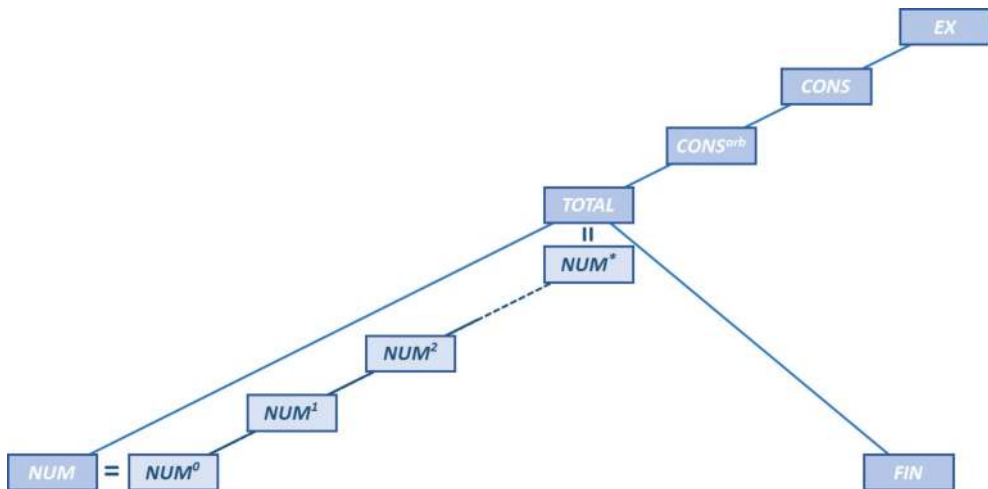 EX
CONS
CONSᵃʳᵇ
TOTAL
=
NUM*
NUM²
NUM¹
NUM = NUM⁰
FIN